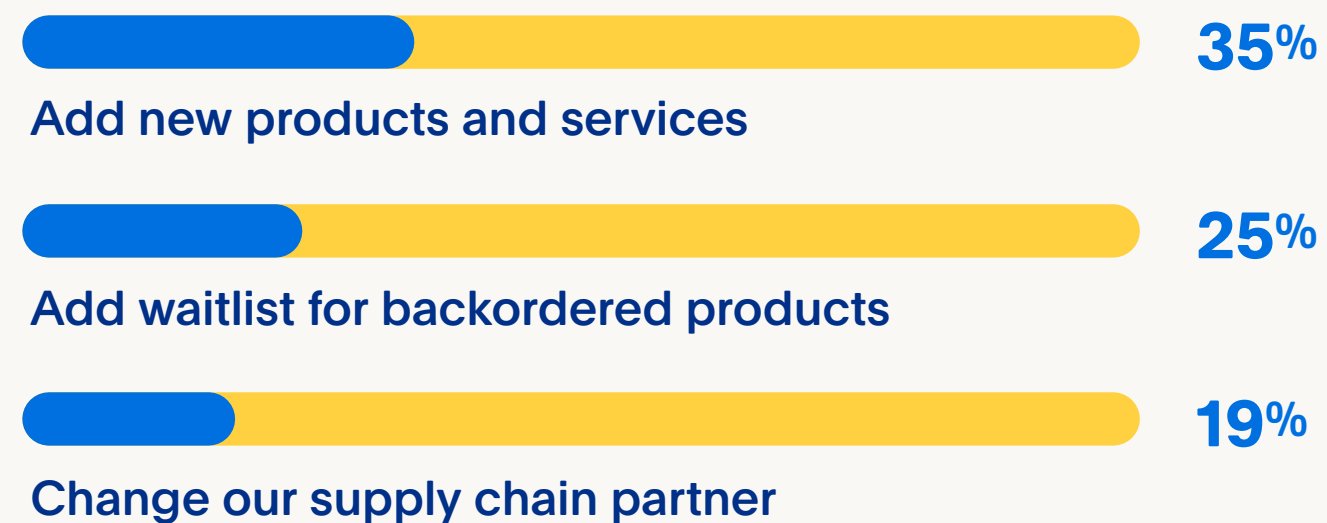 35%
Add new products and services
25%
Add waitlist for backordered products
19%
Change our supply chain partner